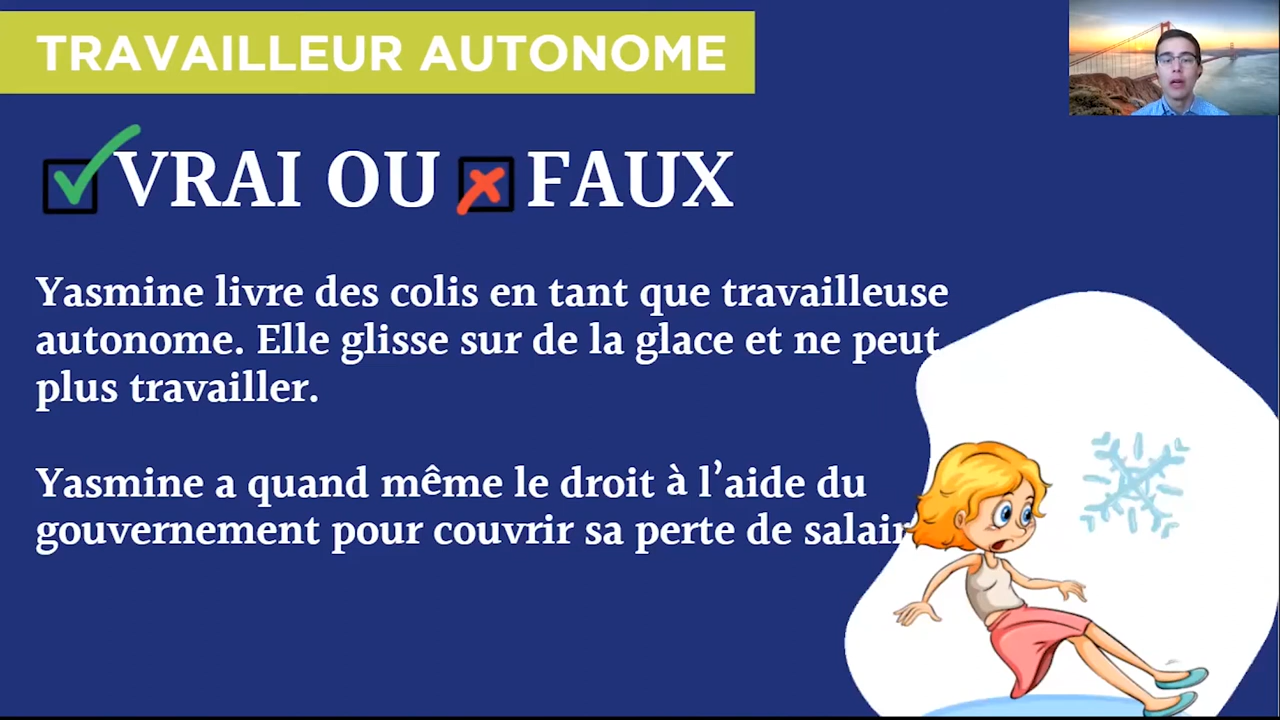 TRAVAILLEUR AUTONOME
VRAI OU FAUX
Yasmine livre des colis en tant que travailleuse
autonome. Elle glisse sur de la glace et ne peut
plus travailler.
Yasmine a quand même le droit à l’aide du
gouvernement pour couvrir sa perte de salair